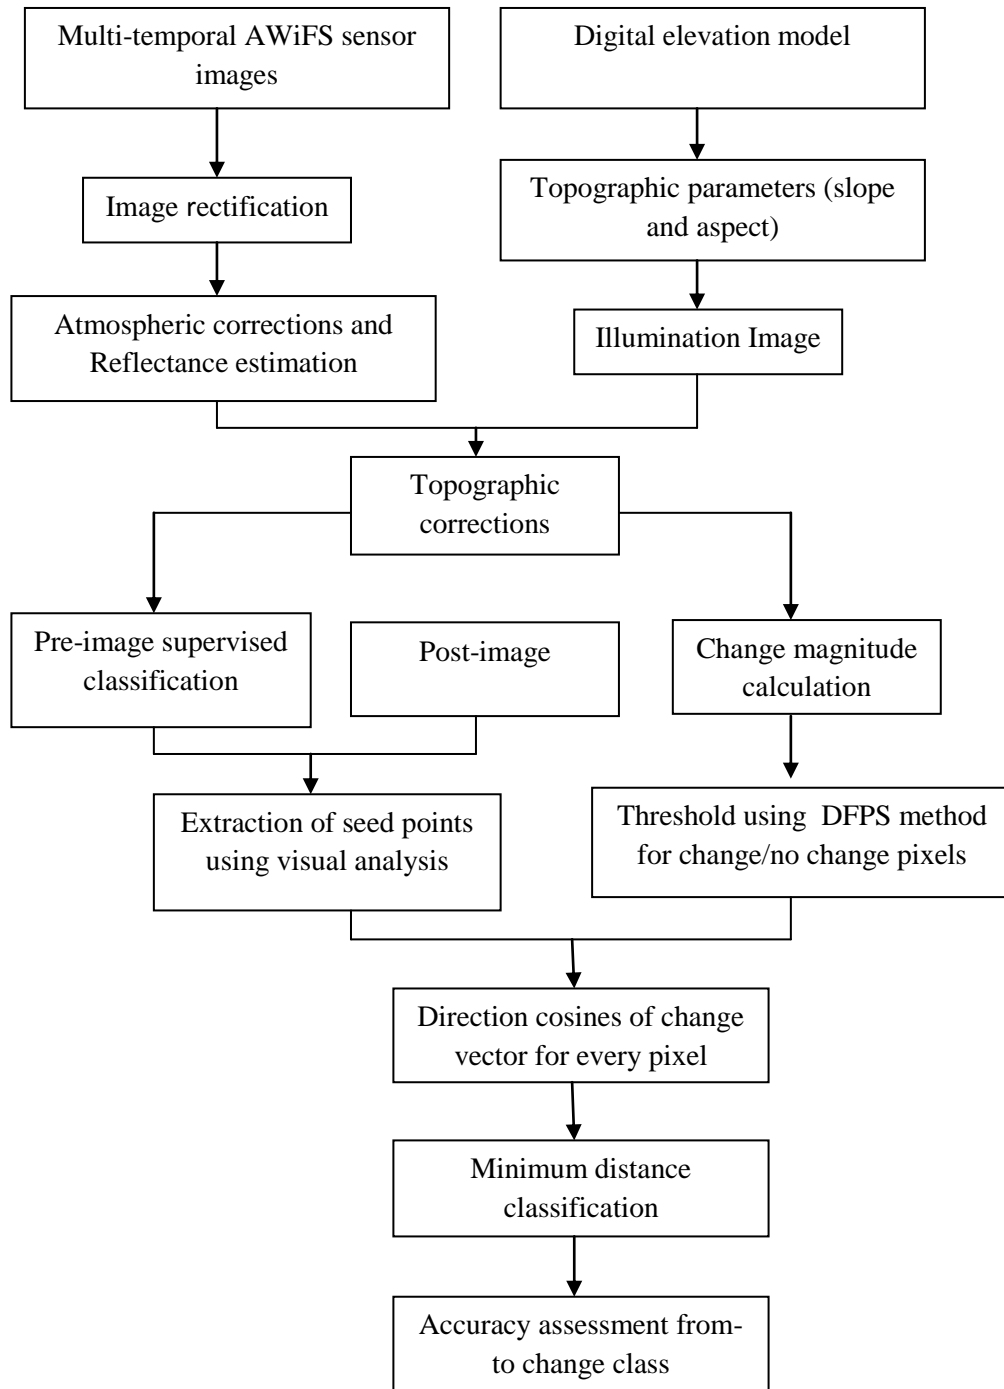 Multi-temporal AWiFS sensor
images
Digital elevation model
Image rectification
Topographic parameters (slope
and aspect)
Atmospheric corrections and
Reflectance estimation
Illumination Image
Topographic
corrections
Pre-image supervised
classification
Post-image
Change magnitude
calculation
Extraction of seed points
using visual analysis
Threshold using DFPS method
for change/no change pixels
Direction cosines of change
vector for every pixel
Minimum distance
classification
Accuracy assessment from-
to change class